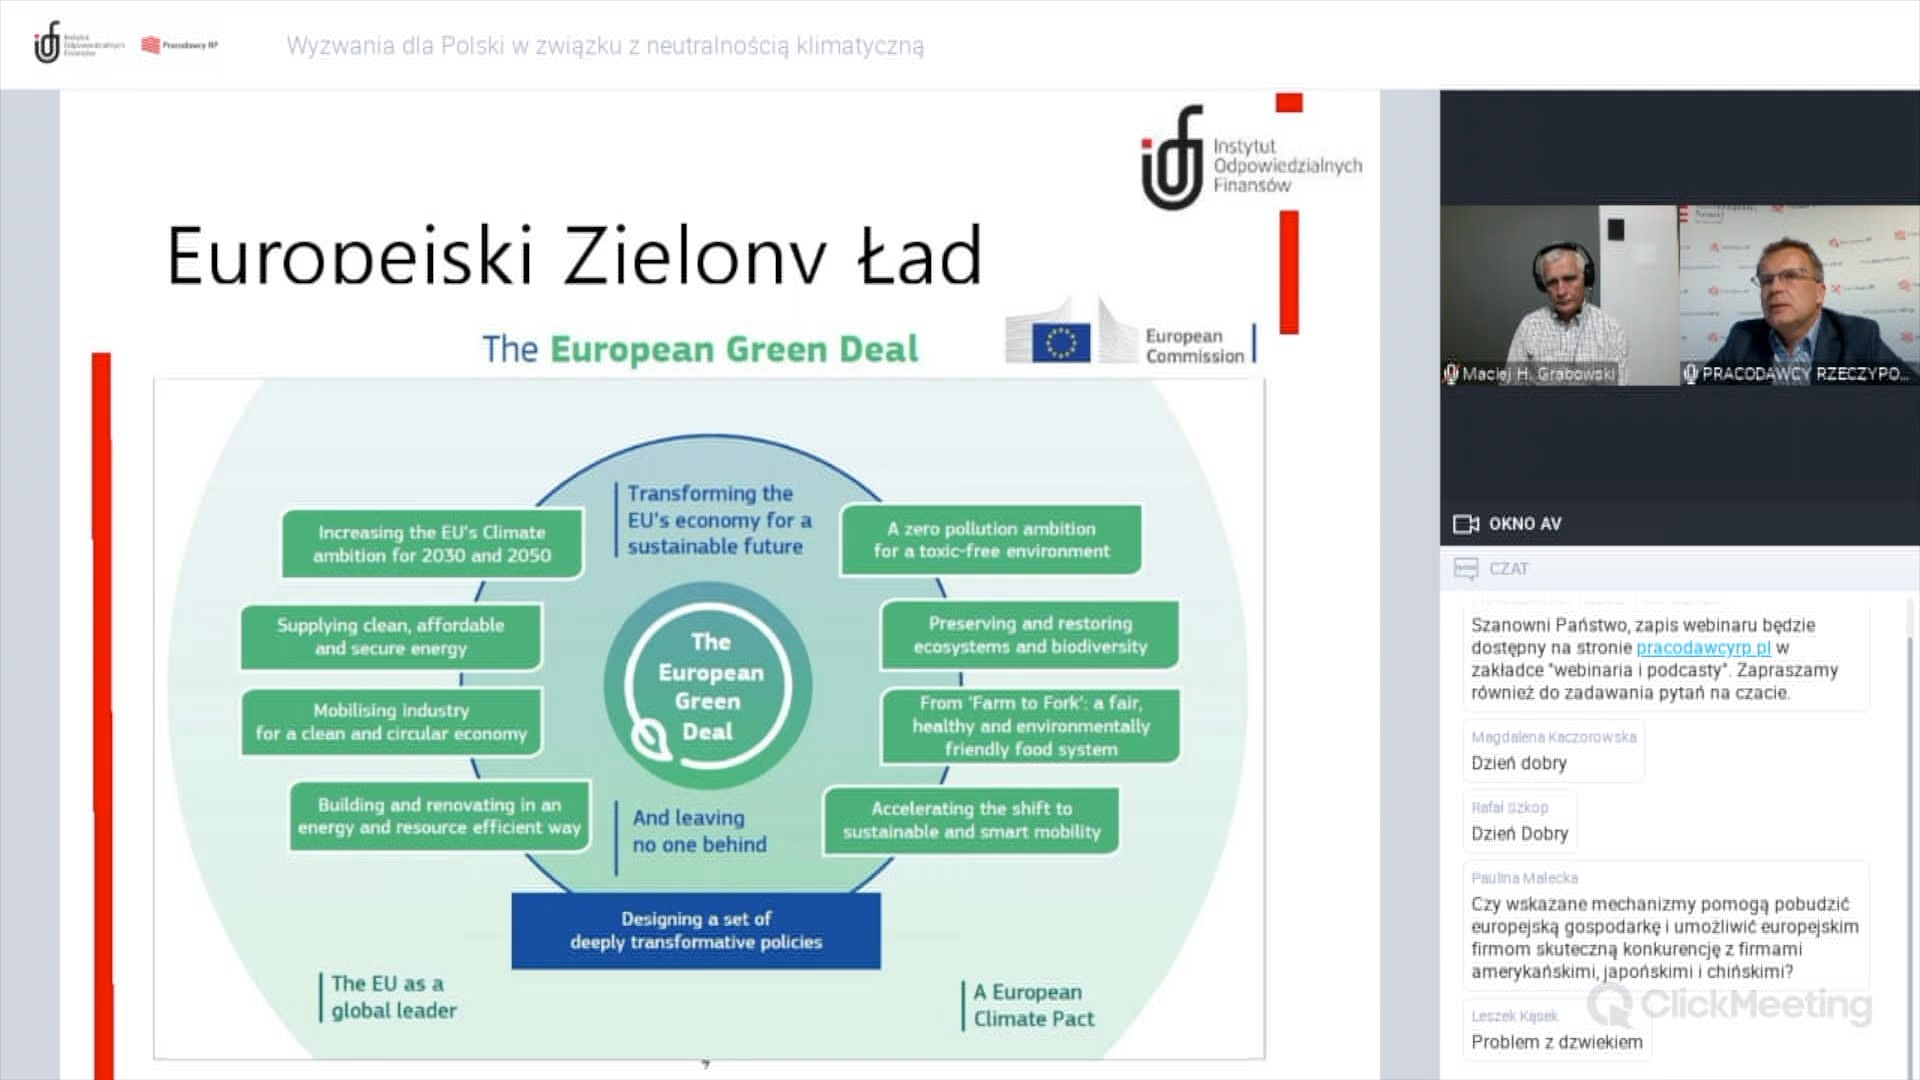 iof
Instytut
Odpowiedzialnych
Finansów
Pracodawcy RP
Wyzwania dla Polski w związku z neutralnością klimatyczną
iof
Instytut
Odpowiedzialnych
Finansów
Europejski Zielony Ład
The European Green Deal
European
Commission
Transforming the
EU's economy for a
sustainable future
Increasing the EU's Climate
ambition for 2030 and 2050
A zero pollution ambition
for a toxic-free environment
Supplying clean, affordable
and secure energy
Preserving and restoring
ecosystems and biodiversity
The
European
Green
Deal
Mobilising industry
for a clean and circular economy
From 'Farm to Fork': a fair,
healthy and environmentally
friendly food system
Building and renovating in an
energy and resource efficient way
Accelerating the shift to
sustainable and smart mobility
And leaving
no one behind
Designing a set of
deeply transformative policies
The EU as a
global leader
A European
Climate Pact
Maciej H. Grabowski
PRACODAWCY RZECZYPO...
OKNO AV
CZAT
Szanowni Państwo, zapis webinaru będzie
dostępny na stronie pracodawcyrp.pl w
zakładce "webinaria i podcasty". Zapraszamy
również do zadawania pytań na czacie.
Magdalena Kaczorowska
Dzień dobry
Rafał Szkop
Dzień Dobry
Paulina Malecka
Czy wskazane mechanizmy pomogą pobudzić
europejską gospodarkę i umożliwić europejskim
firmom skuteczną konkurencję z firmami
amerykańskimi, japońskimi i chińskimi?
ClickMeeting
Leszek Kąsek
Problem z dzwiekiem